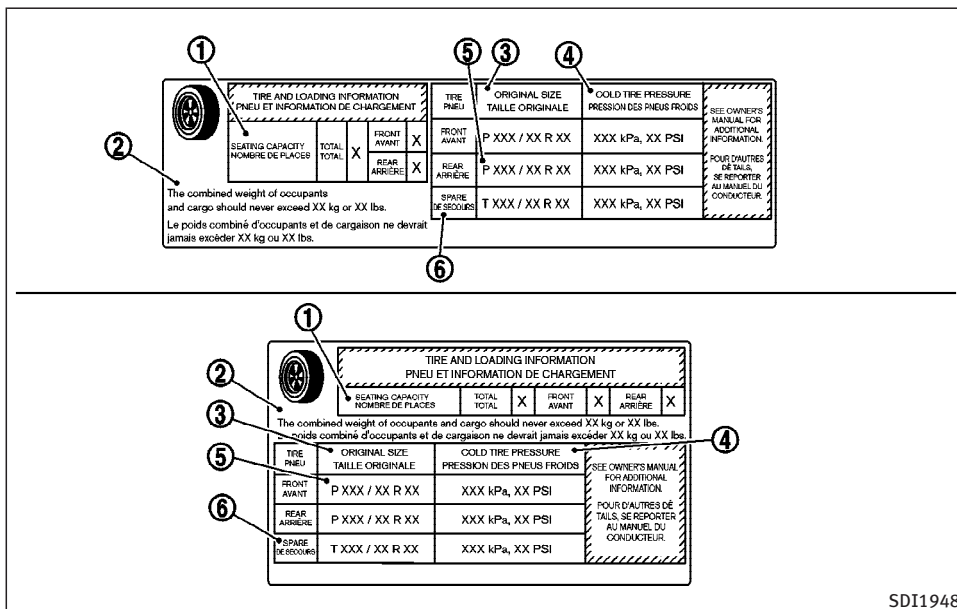 ① ⑤ ③ ④
TIRE AND LOADING INFORMATION
PNEU ET INFORMATION DE CHARGEMENT
SEATING CAPACITY
NOMBRE DE PLACES
TOTAL
TOTAL
X
FRONT
AVANT
X
REAR
ARRIÈRE
X
②
The combined weight of occupants
and cargo should never exceed XX kg or XX lbs.
Le poids combiné d'occupants et de cargaison ne devrait
jamais excéder XX kg ou XX lbs.
TIRE
PNEU
ORIGINAL SIZE
TAILLE ORIGINALE
COLD TIRE PRESSURE
PRESSION DES PNEUS FROIDS
FRONT
AVANT
P XXX / XX R XX
XXX kPa, XX PSI
REAR
ARRIÈRE
P XXX / XX R XX
XXX kPa, XX PSI
SPARE
DE SECOURS
T XXX / XX R XX
XXX kPa, XX PSI
SEE OWNER'S
MANUAL FOR
ADDITIONAL
INFORMATION.
POUR D'AUTRES
DÉ TAILS,
SE REPORTER
AU MANUEL DU
CONDUCTEUR.
⑥
①
TIRE AND LOADING INFORMATION
PNEU ET INFORMATION DE CHARGEMENT
②
SEATING CAPACITY
NOMBRE DE PLACES
TOTAL
TOTAL
X
FRONT
AVANT
X
REAR
ARRIÈRE
X
The combined weight of occupants and cargo should never exceed XX kg or XX lbs.
Le poids combiné d'occupants et de cargaison ne devrait jamais excéder XX kg ou XX lbs.
③
④
TIRE
PNEU
ORIGINAL SIZE
TAILLE ORIGINALE
COLD TIRE PRESSURE
PRESSION DES PNEUS FROIDS
⑤
FRONT
AVANT
P XXX / XX R XX
XXX kPa, XX PSI
REAR
ARRIÈRE
P XXX / XX R XX
XXX kPa, XX PSI
⑥
SPARE
DE SECOURS
T XXX / XX R XX
XXX kPa, XX PSI
SEE OWNER'S MANUAL
FOR ADDITIONAL
INFORMATION.
POUR D'AUTRES DÉ
TAILS, SE REPORTER
AU MANUEL DU
CONDUCTEUR.
SDI1948